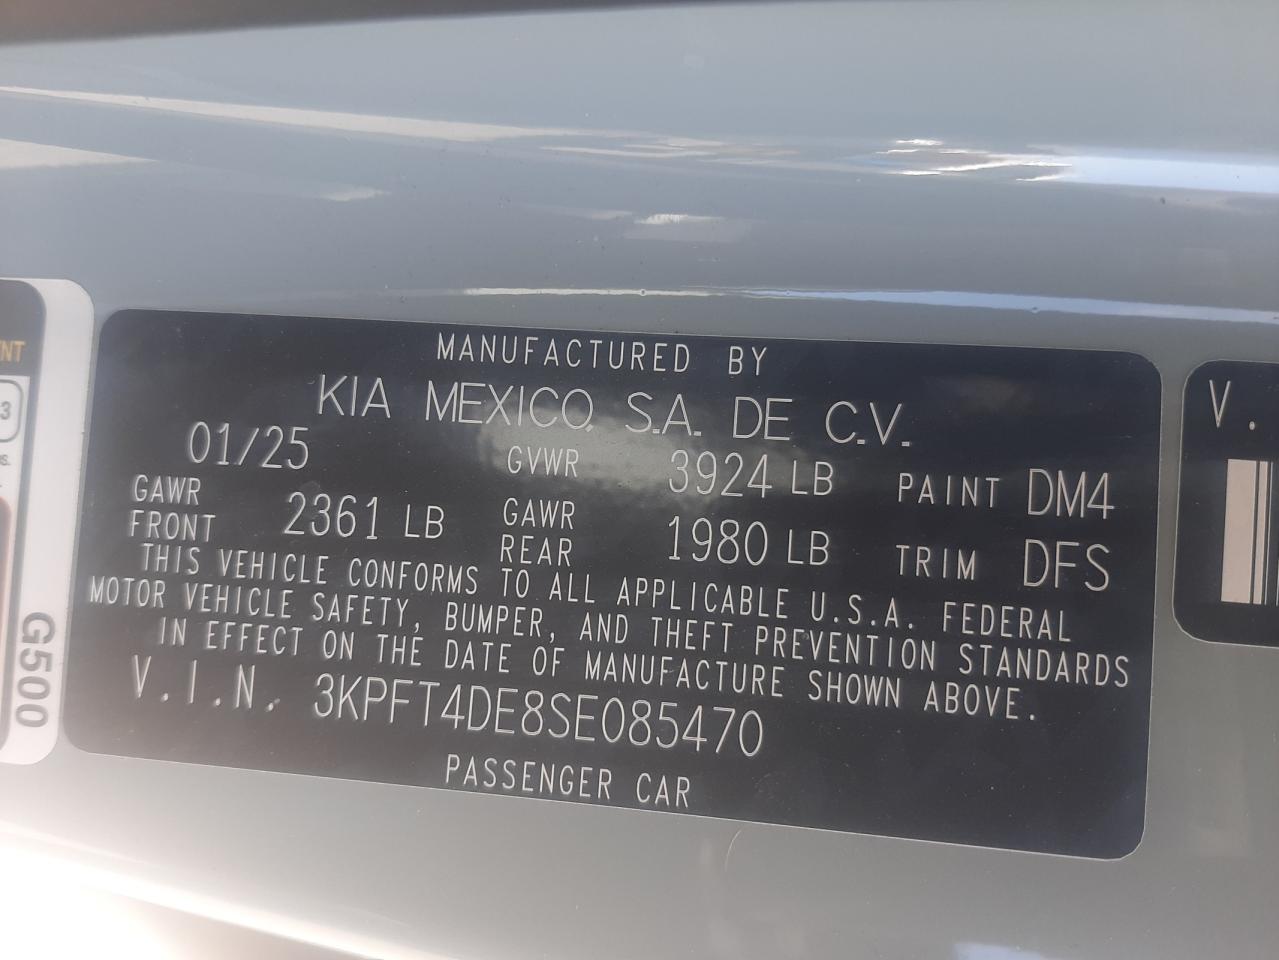 MANUFACTURED BY
KIA MEXICO, S.A. DE C.V.
01/25 GVWR 3924 LB PAINT DM4
GAWR FRONT 2361 LB GAWR REAR 1980 LB TRIM DFS
THIS VEHICLE CONFORMS TO ALL APPLICABLE U.S.A. FEDERAL
MOTOR VEHICLE SAFETY, BUMPER, AND THEFT PREVENTION STANDARDS
IN EFFECT ON THE DATE OF MANUFACTURE SHOWN ABOVE.
V.I.N. 3KPFT4DE8SE085470
PASSENGER CAR
G500
V.
3